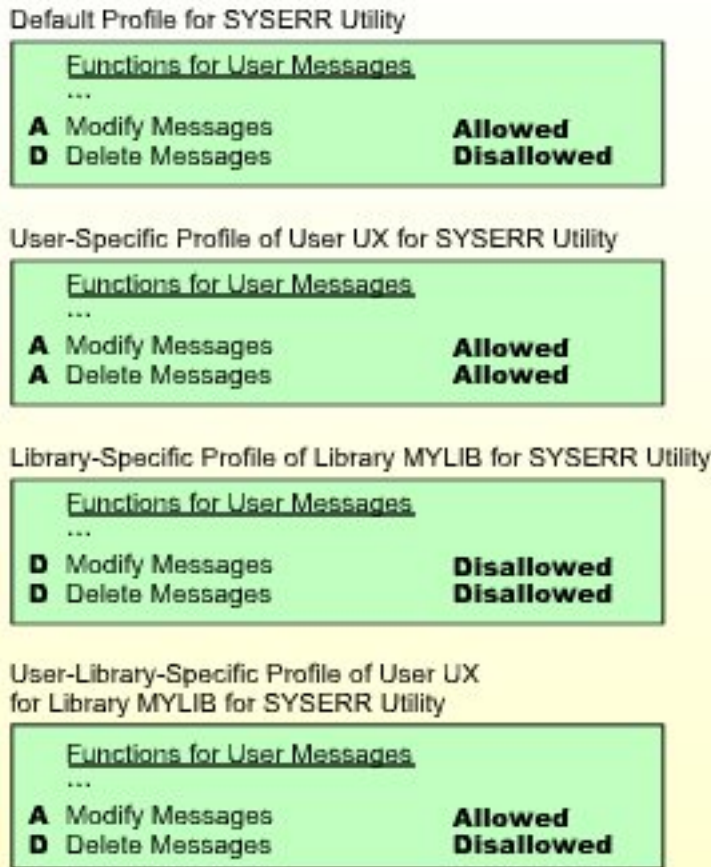 Default Profile for SYSERR Utility
Functions for User Messages
...
A Modify Messages Allowed
D Delete Messages Disallowed
User-Specific Profile of User UX for SYSERR Utility
Functions for User Messages
...
A Modify Messages Allowed
A Delete Messages Allowed
Library-Specific Profile of Library MYLIB for SYSERR Utility
Functions for User Messages
...
D Modify Messages Disallowed
D Delete Messages Disallowed
User-Library-Specific Profile of User UX
for Library MYLIB for SYSERR Utility
Functions for User Messages
...
A Modify Messages Allowed
D Delete Messages Disallowed